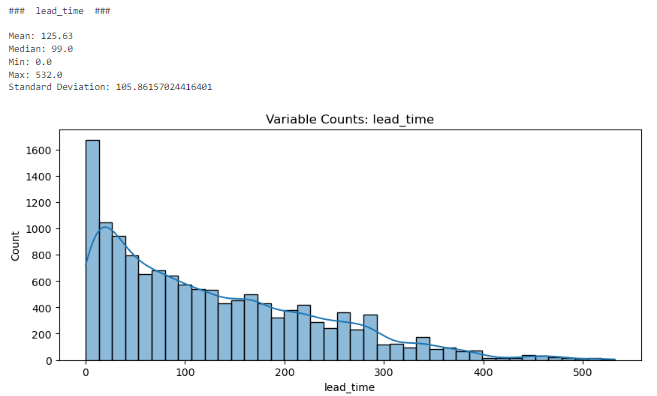 ### lead_time ###
Mean: 125.63
Median: 99.0
Min: 0.0
Max: 532.0
Standard Deviation: 105.86157024416401
Variable Counts: lead_time
1600
1400
1200
1000
800
600
400
200
0
Count
0 100 200 300 400 500
lead_time